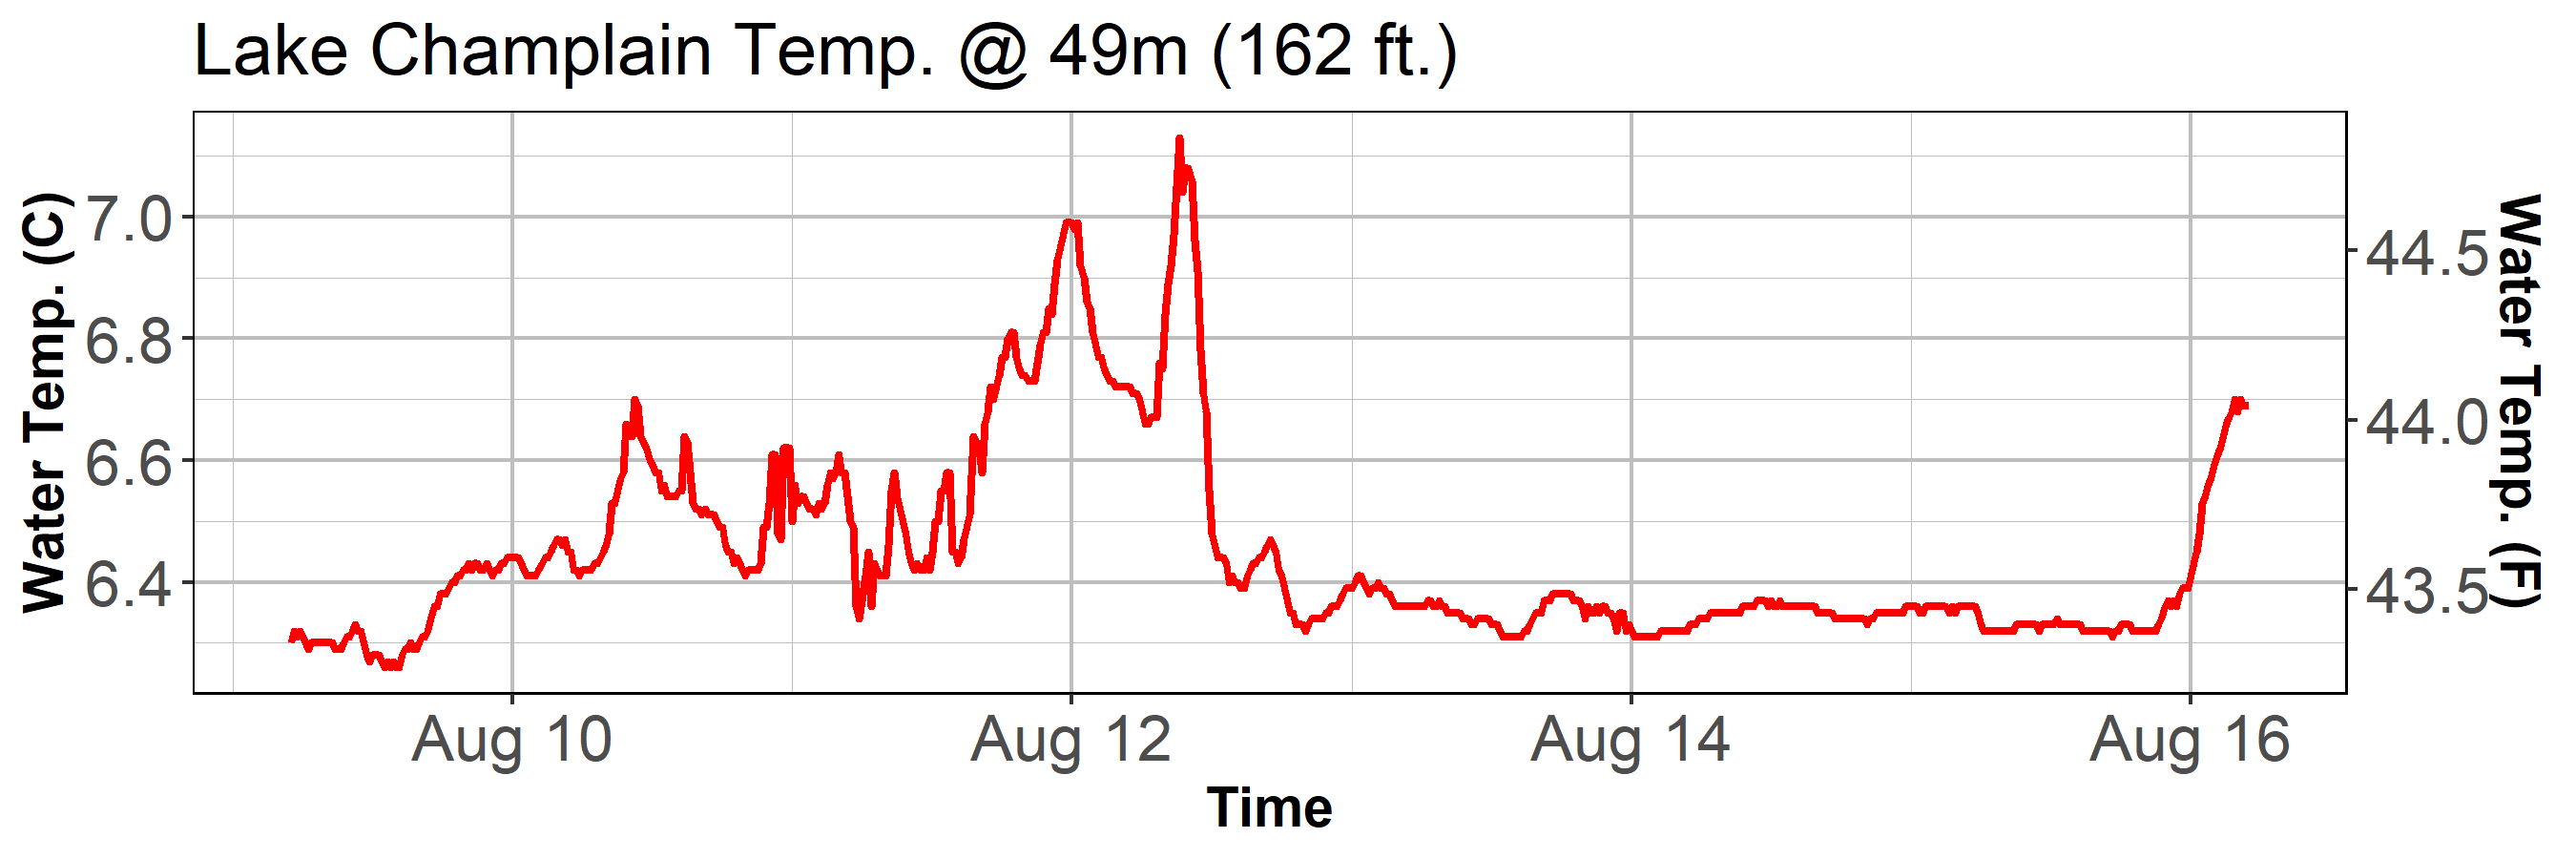 Lake Champlain Temp. @ 49m (162 ft.)
Water Temp. (C)
7.0
6.8
6.6
6.4
44.5
44.0
43.5
Water Temp. (F)
Aug 10 Aug 12 Aug 14 Aug 16
Time